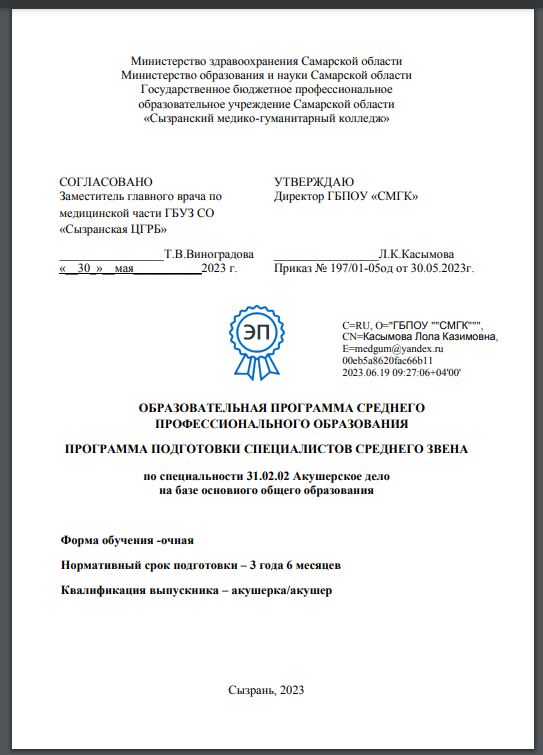 Министерство здравоохранения Самарской области
Министерство образования и науки Самарской области
Государственное бюджетное профессиональное
образовательное учреждение Самарской области
«Сызранский медико-гуманитарный колледж»
СОГЛАСОВАНО
Заместитель главного врача по
медицинской части ГБУЗ СО
«Сызранская ЦГРБ»
_________________Т.В.Виноградова
«__30_»__мая___________2023 г.
УТВЕРЖДАЮ
Директор ГБПОУ «СМГК»
_________________Л.К.Касымова
Приказ № 197/01-05од от 30.05.2023г.
ЭП
C=RU, O="ГБПОУ ""СМГК""",
CN=Касымова Лола Казимовна,
E=medgum@yandex.ru
00eb5a8620fac66b11
2023.06.19 09:27:06+04'00'
ОБРАЗОВАТЕЛЬНАЯ ПРОГРАММА СРЕДНЕГО
ПРОФЕССИОНАЛЬНОГО ОБРАЗОВАНИЯ
ПРОГРАММА ПОДГОТОВКИ СПЕЦИАЛИСТОВ СРЕДНЕГО ЗВЕНА
по специальности 31.02.02 Акушерское дело
на базе основного общего образования
Форма обучения -очная
Нормативный срок подготовки – 3 года 6 месяцев
Квалификация выпускника – акушерка/акушер
Сызрань, 2023